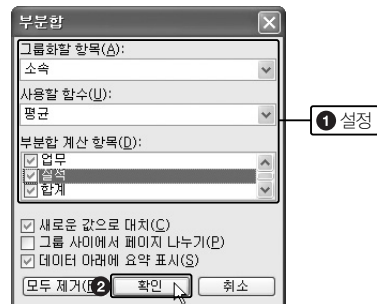 부분합
그룹화할 항목(A):
소속
사용할 함수(U):
평균
❶ 설정
부분합 계산 항목(D):
업무
실적
합계
새로운 값으로 대치(C)
그룹 사이에서 페이지 나누기(P)
데이터 아래에 요약 표시(S)
모두 제거(R ❷ 확인 취소